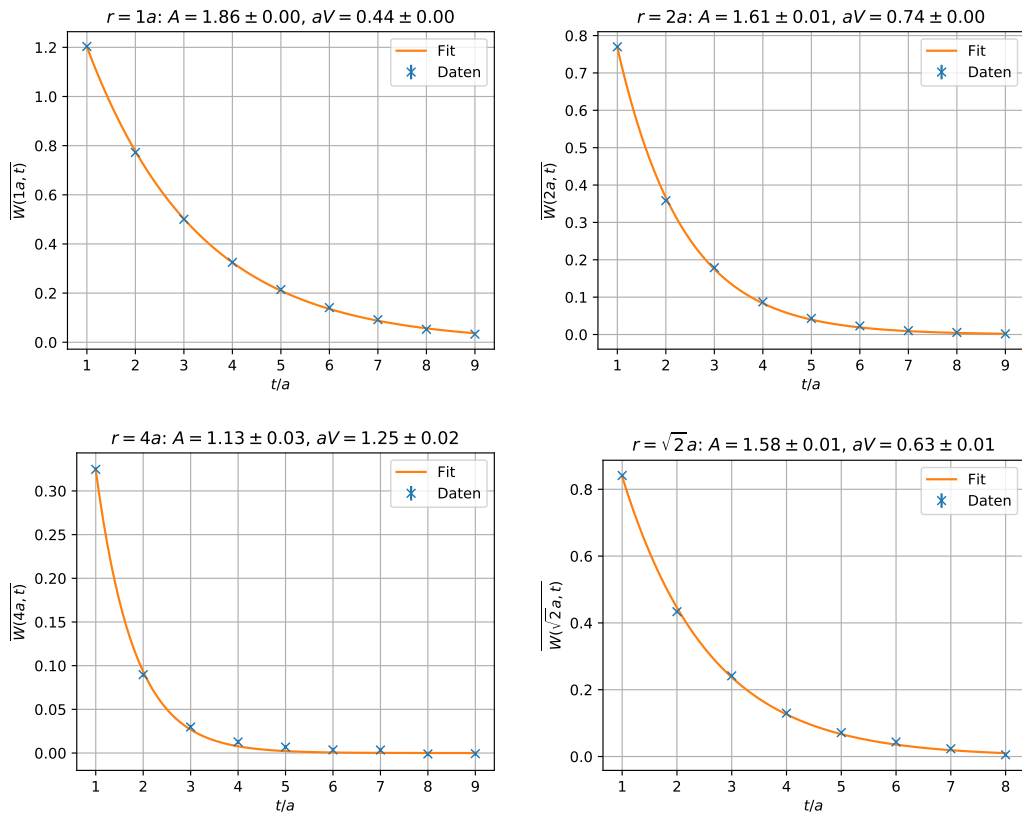 r = 1a: A = 1.86 ± 0.00, aV = 0.44 ± 0.00
1.2
1.0
0.8
0.6
0.4
0.2
0.0
W(1a, t)
Fit
Daten
1 2 3 4 5 6 7 8 9
t/a
r = 2a: A = 1.61 ± 0.01, aV = 0.74 ± 0.00
0.8
0.7
0.6
0.5
0.4
0.3
0.2
0.1
0.0
W(2a, t)
Fit
Daten
1 2 3 4 5 6 7 8 9
t/a
r = 4a: A = 1.13 ± 0.03, aV = 1.25 ± 0.02
0.30
0.25
0.20
0.15
0.10
0.05
0.00
W(4a, t)
Fit
Daten
1 2 3 4 5 6 7 8 9
t/a
r = √2a: A = 1.58 ± 0.01, aV = 0.63 ± 0.01
0.8
0.6
0.4
0.2
0.0
W(√2a, t)
Fit
Daten
1 2 3 4 5 6 7 8
t/a